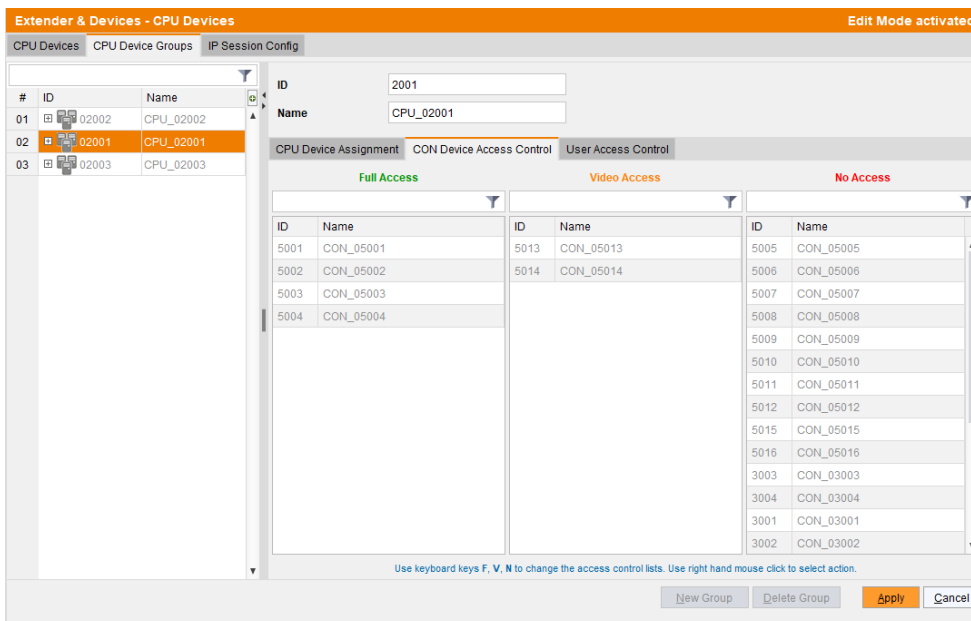 Extender & Devices - CPU Devices Edit Mode activated
CPU Devices CPU Device Groups IP Session Config
ID 2001
Name CPU_02001
# ID Name
01 02002 CPU_02002
02 02001 CPU_02001
03 02003 CPU_02003
CPU Device Assignment CON Device Access Control User Access Control
Full Access Video Access No Access
ID Name ID Name ID Name
5001 CON_05001 5013 CON_05013 5005 CON_05005
5002 CON_05002 5014 CON_05014 5006 CON_05006
5003 CON_05003 5007 CON_05007
5004 CON_05004 5008 CON_05008
5009 CON_05009
5010 CON_05010
5011 CON_05011
5012 CON_05012
5015 CON_05015
5016 CON_05016
3003 CON_03003
3004 CON_03004
3001 CON_03001
3002 CON_03002
Use keyboard keys F, V, N to change the access control lists. Use right hand mouse click to select action.
New Group Delete Group Apply Cancel